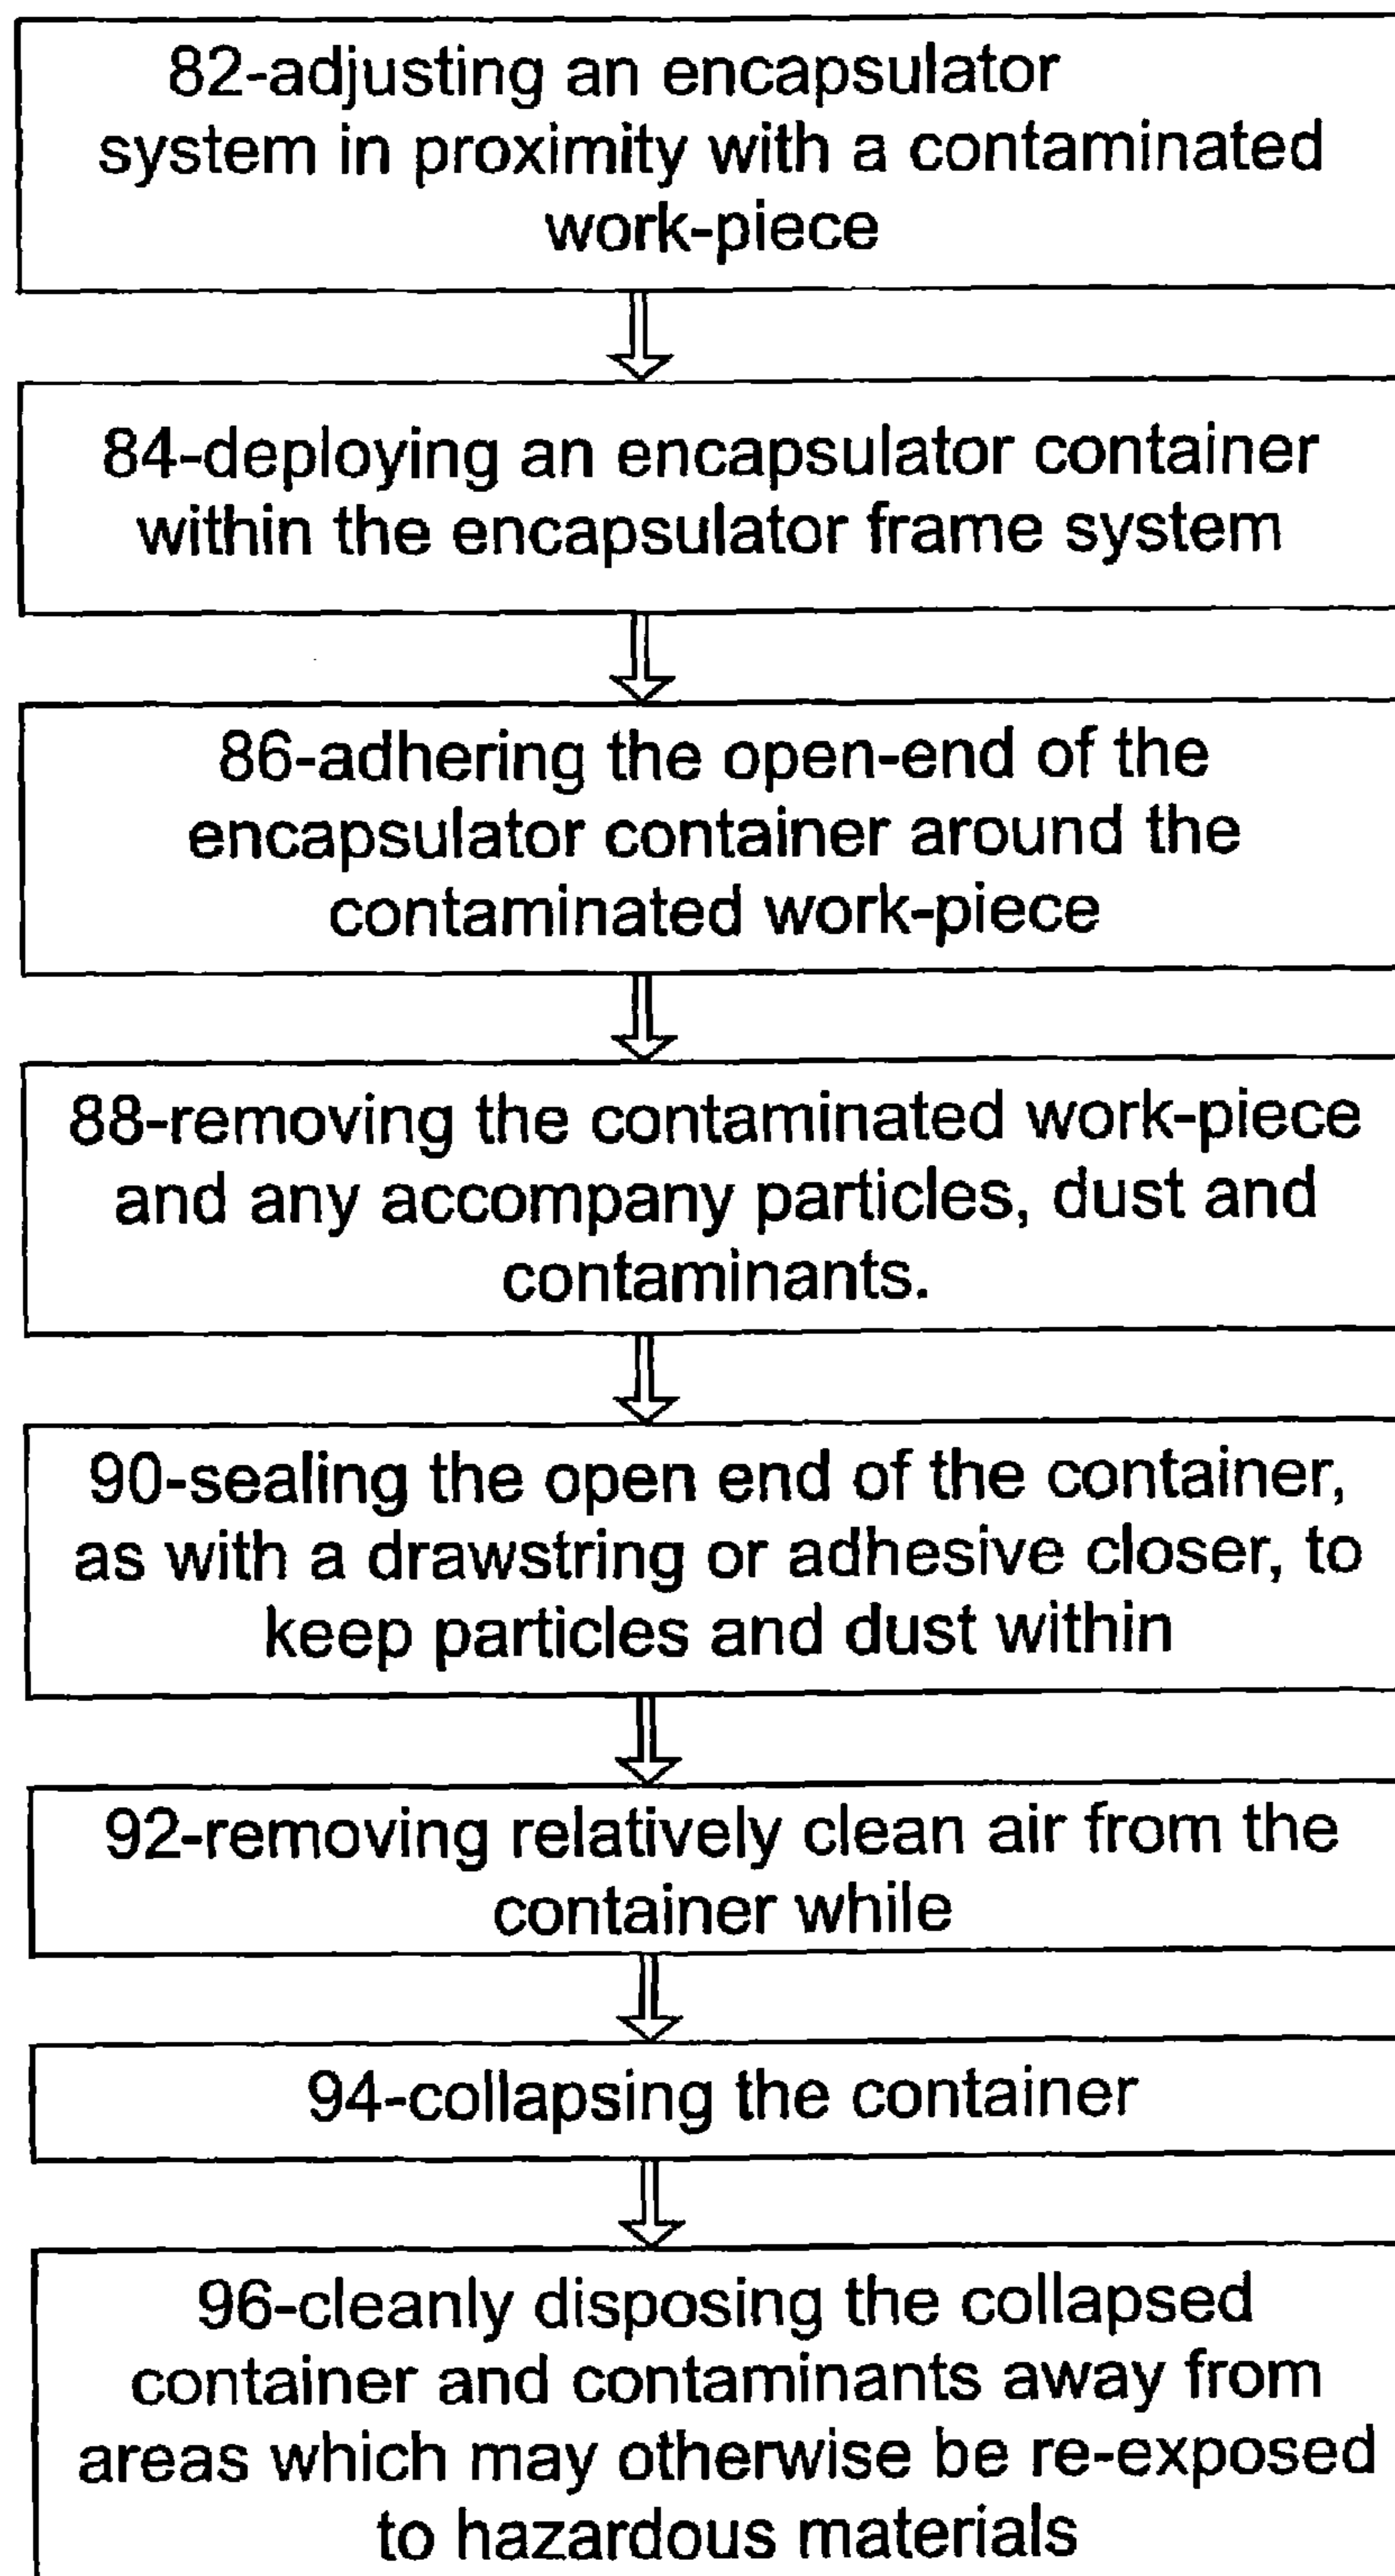 82-adjusting an encapsulator
system in proximity with a contaminated
work-piece
84-deploying an encapsulator container
within the encapsulator frame system
86-adhering the open-end of the
encapsulator container around the
contaminated work-piece
88-removing the contaminated work-piece
and any accompany particles, dust and
contaminants.
90-sealing the open end of the container,
as with a drawstring or adhesive closer, to
keep particles and dust within
92-removing relatively clean air from the
container while
94-collapsing the container
96-cleanly disposing the collapsed
container and contaminants away from
areas which may otherwise be re-exposed
to hazardous materials